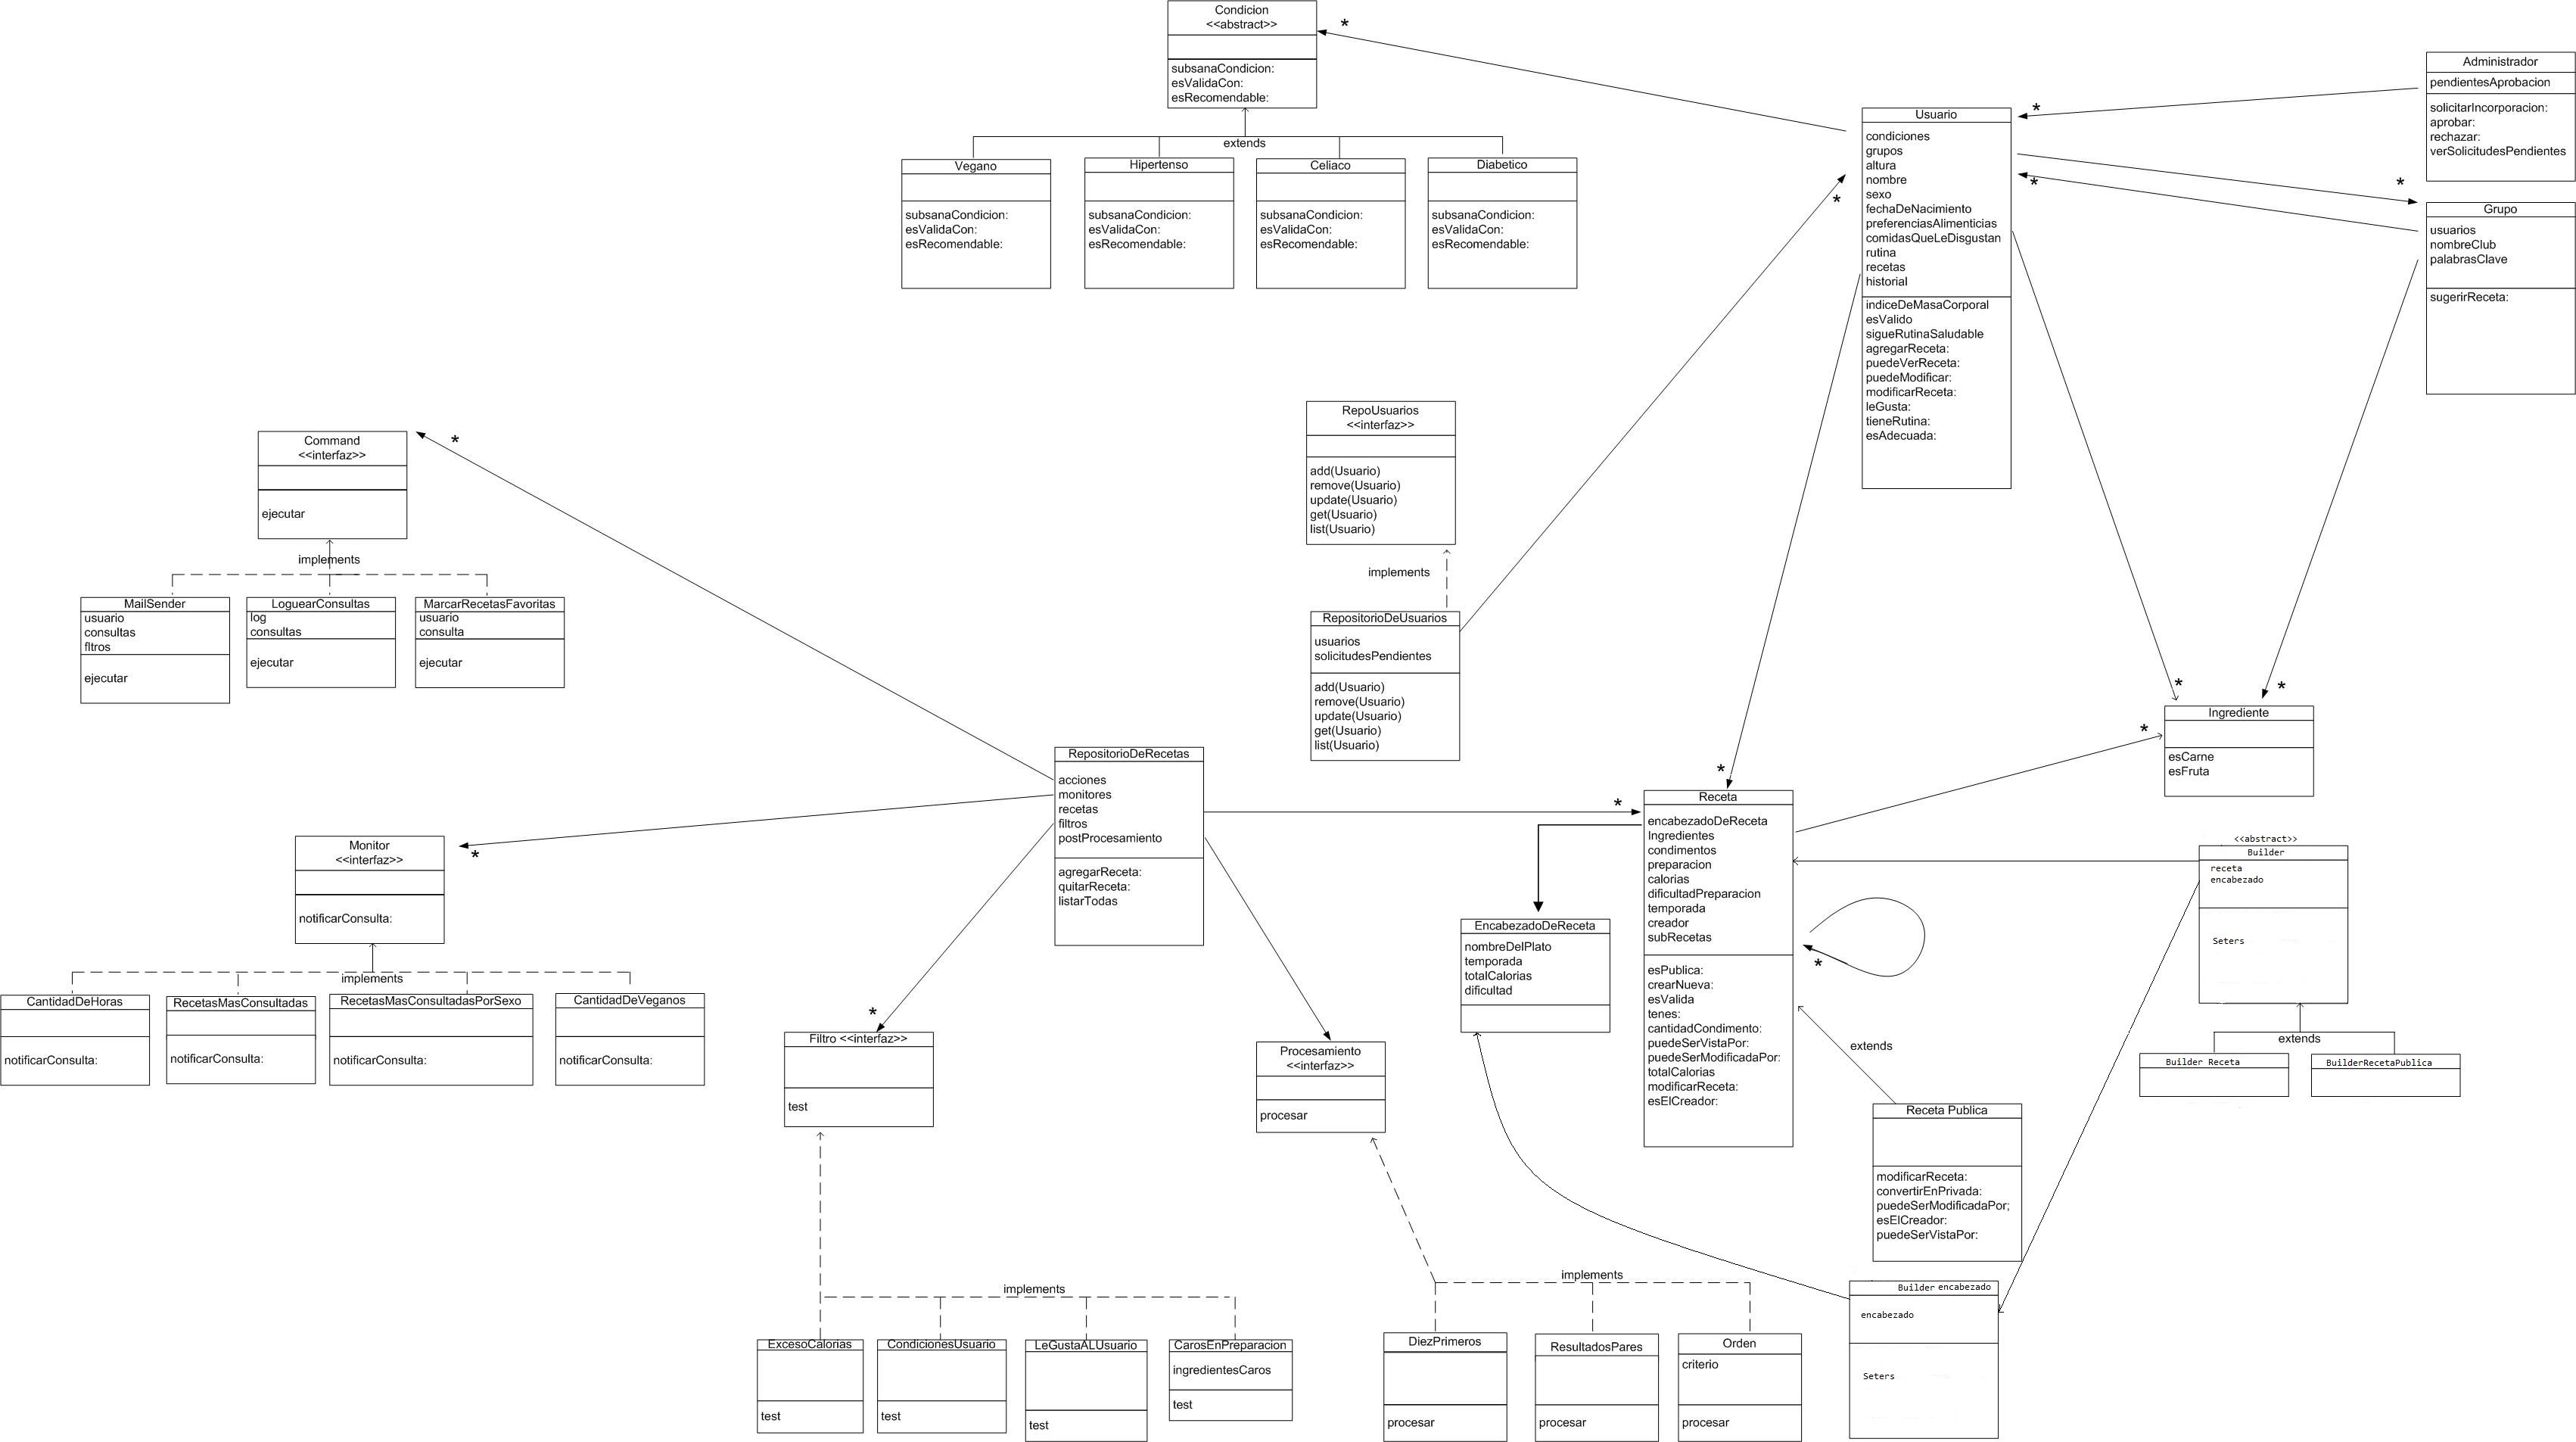 Condicion
<<abstract>>
subsanaCondicion:
esValidaCon:
esRecomendable:
*
extends
Vegano
subsanaCondicion:
esValidaCon:
esRecomendable:
Hipertenso
subsanaCondicion:
esValidaCon:
esRecomendable:
Celiaco
subsanaCondicion:
esValidaCon:
esRecomendable:
Diabetico
subsanaCondicion:
esValidaCon:
esRecomendable:
Usuario
condiciones
grupos
altura
nombre
sexo
fechaDeNacimiento
preferenciasAlimenticias
comidasQueLeDisgustan
rutina
recetas
historial
indiceDeMasaCorporal
esValido
sigueRutinaSaludable
agregarReceta:
puedeVerReceta:
puedeModificar:
modificarReceta:
leGusta:
tieneRutina:
esAdecuada:
*
*
*
*
Administrador
pendientesAprobacion
solicitarIncorporacion:
aprobar:
rechazar:
verSolicitudesPendientes
Grupo
usuarios
nombreClub
palabrasClave
sugerirReceta:
RepoUsuarios
<<interfaz>>
add(Usuario)
remove(Usuario)
update(Usuario)
get(Usuario)
list(Usuario)
implements
RepositorioDeUsuarios
usuarios
solicitudesPendientes
add(Usuario)
remove(Usuario)
update(Usuario)
get(Usuario)
list(Usuario)
Command
<<interfaz>>
ejecutar
*
implements
MailSender
usuario
consultas
fltros
ejecutar
LoguearConsultas
log
consultas
ejecutar
MarcarRecetasFavoritas
usuario
consulta
ejecutar
RepositorioDeRecetas
acciones
monitores
recetas
filtros
postProcesamiento
agregarReceta:
quitarReceta:
listarTodas
Monitor
<<interfaz>>
notificarConsulta:
*
implements
CantidadDeHoras
notificarConsulta:
RecetasMasConsultadas
notificarConsulta:
RecetasMasConsultadasPorSexo
notificarConsulta:
CantidadDeVeganos
notificarConsulta:
*
*
*
Ingrediente
esCarne
esFruta
*
*
Receta
encabezadoDeReceta
Ingredientes
condimentos
preparacion
calorias
dificultadPreparacion
temporada
creador
subRecetas
esPublica:
crearNueva:
esValida
tenes:
cantidadCondimento:
puedeSerVistaPor:
puedeSerModificadaPor:
totalCalorias
modificarReceta:
esElCreador:
*
EncabezadoDeReceta
nombreDelPlato
temporada
totalCalorias
dificultad
<<abstract>>
Builder
receta
encabezado
Seters
extends
Builder Receta
BuilderRecetaPublica
extends
Receta Publica
modificarReceta:
convertirEnPrivada:
puedeSerModificadaPor;
esElCreador:
puedeSerVistaPor:
Builder encabezado
encabezado
Seters
*
Filtro <<interfaz>>
test
implements
ExcesoCalorias
test
CondicionesUsuario
test
LeGustaALUsuario
test
CarosEnPreparacion
ingredientesCaros
test
Procesamiento
<<interfaz>>
procesar
implements
DiezPrimeros
procesar
ResultadosPares
procesar
Orden
criterio
procesar